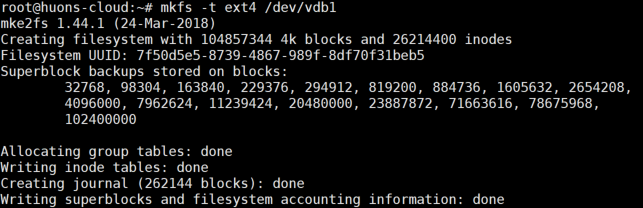 root@huons-cloud:~# mkfs -t ext4 /dev/vdb1
mke2fs 1.44.1 (24-Mar-2018)
Creating filesystem with 104857344 4k blocks and 26214400 inodes
Filesystem UUID: 7f50d5e5-8739-4867-989f-8df70f31beb5
Superblock backups stored on blocks:
32768, 98304, 163840, 229376, 294912, 819200, 884736, 1605632, 2654208,
4096000, 7962624, 11239424, 20480000, 23887872, 71663616, 78675968,
102400000
Allocating group tables: done
Writing inode tables: done
Creating journal (262144 blocks): done
Writing superblocks and filesystem accounting information: done